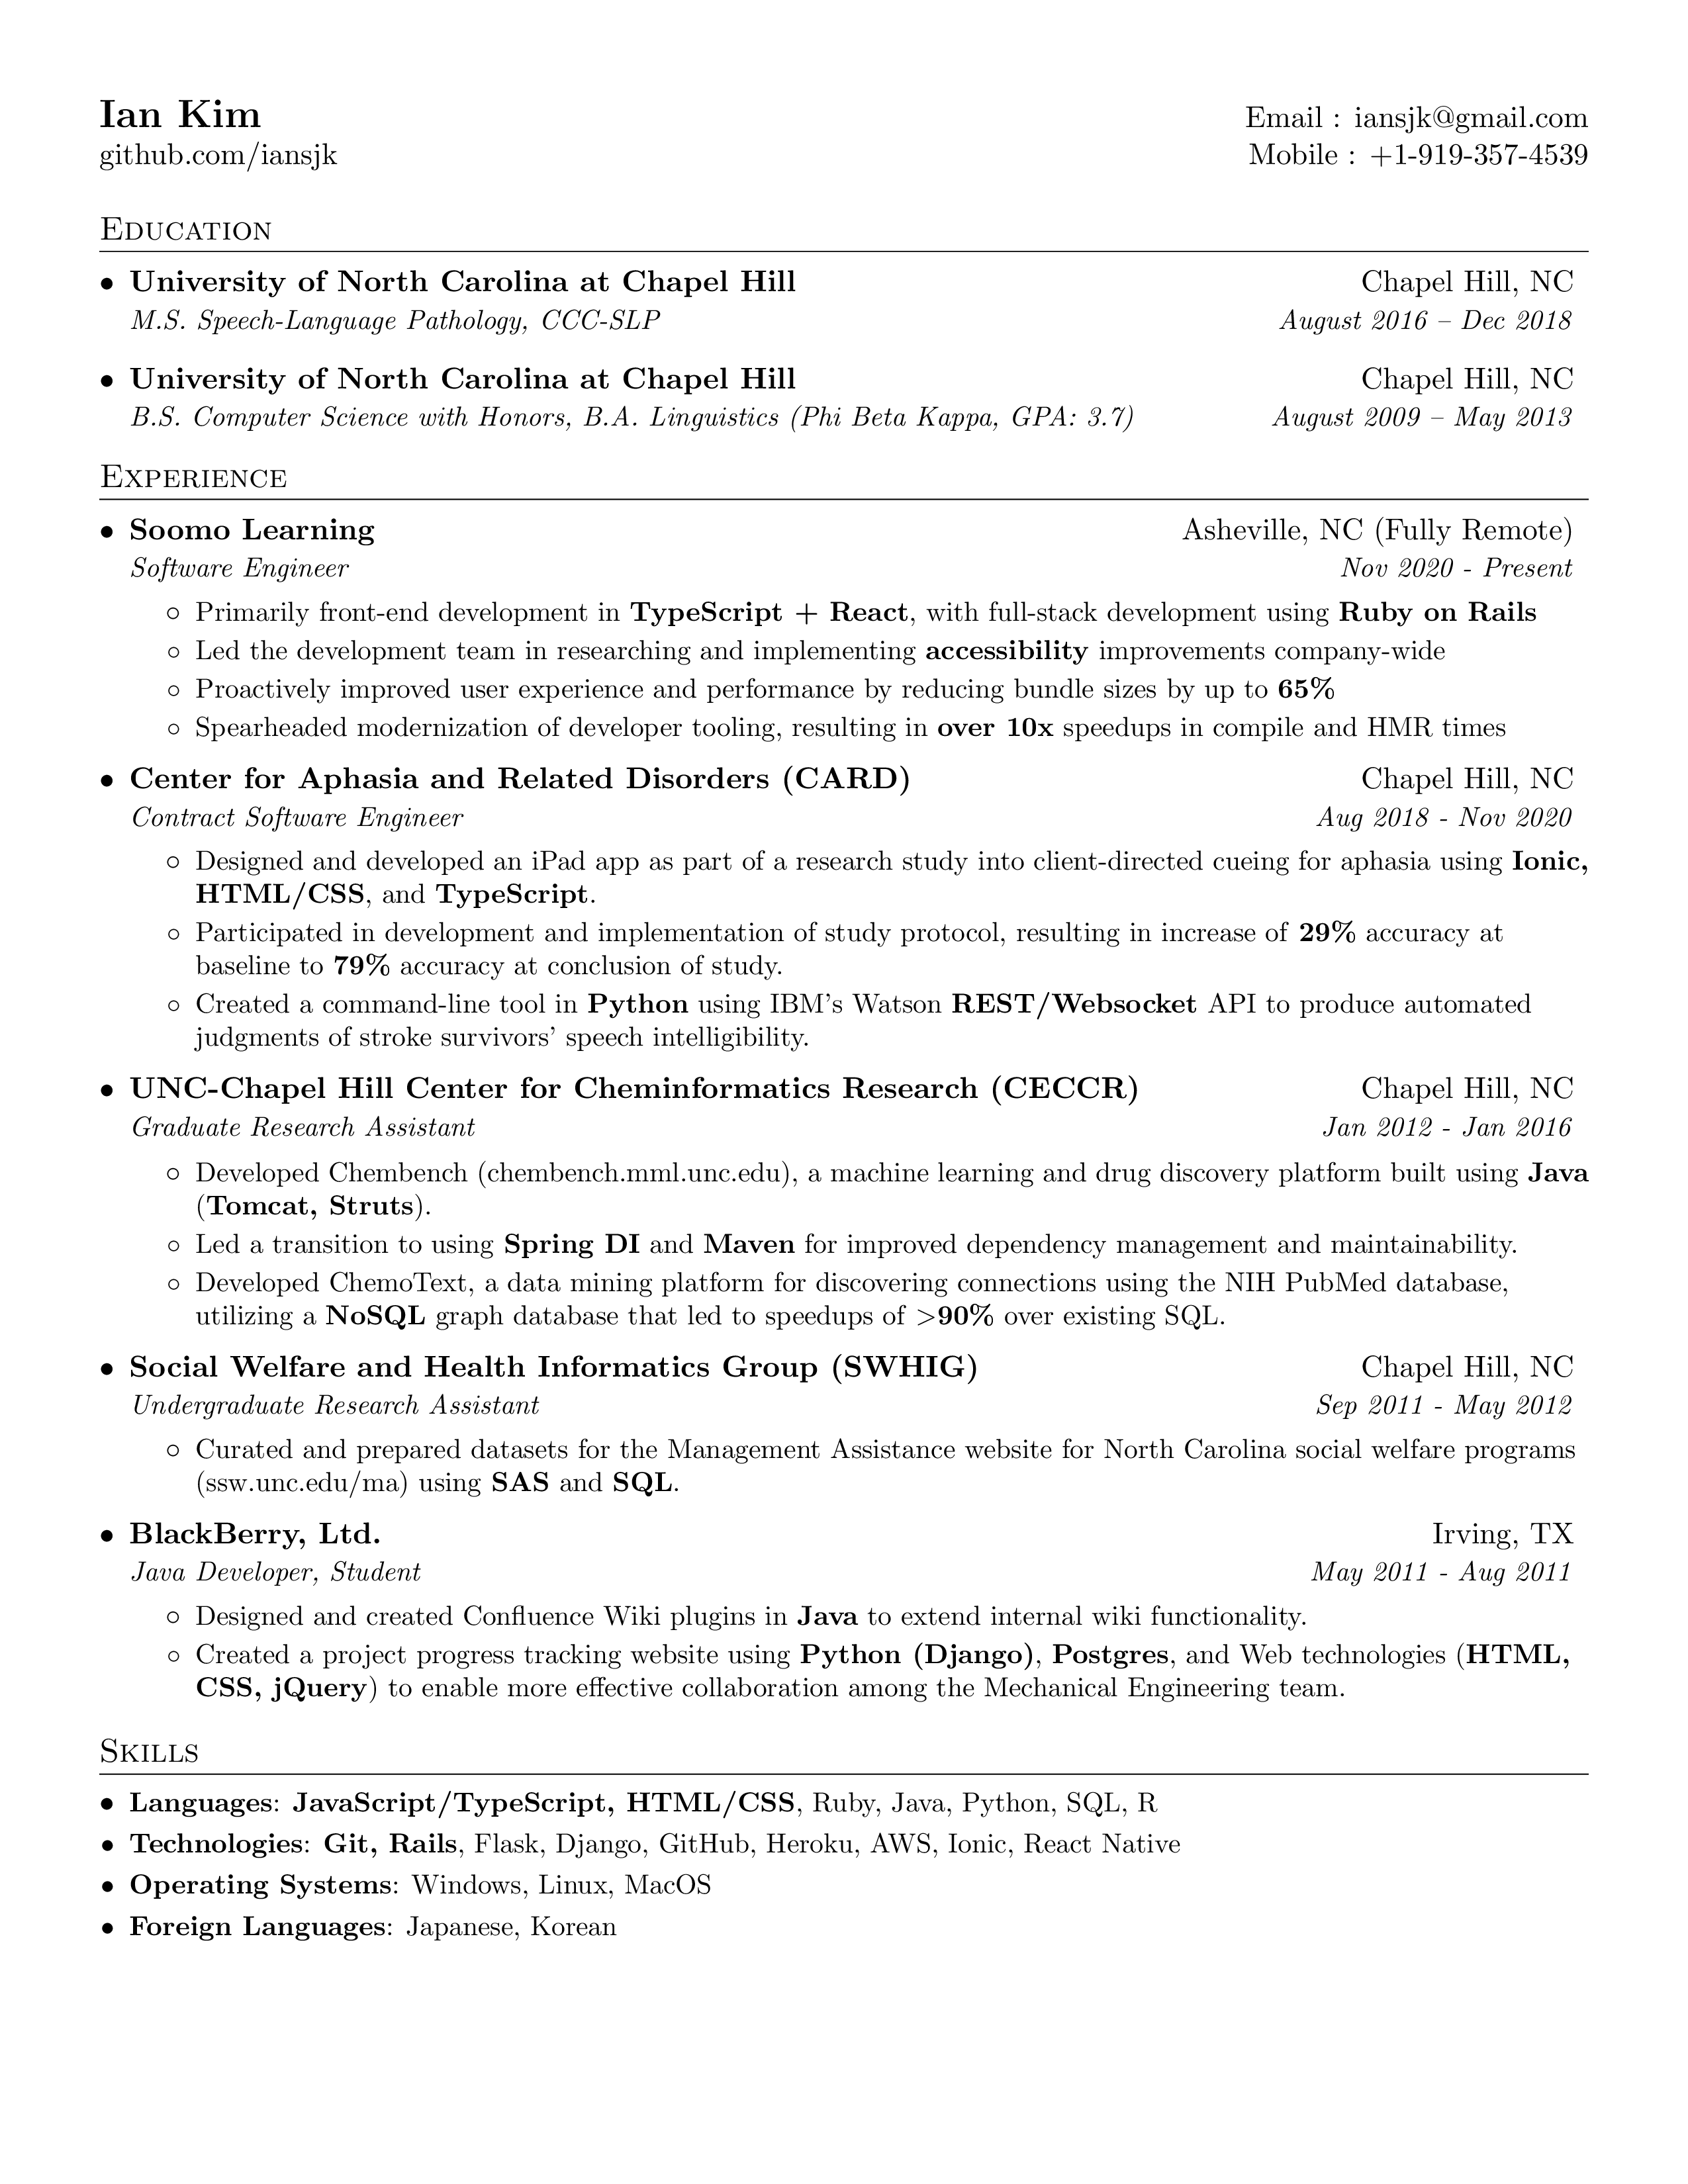 Ian Kim
github.com/iansjk
Email : iansjk@gmail.com
Mobile : +1-919-357-4539
Education
• University of North Carolina at Chapel Hill Chapel Hill, NC
M.S. Speech-Language Pathology, CCC-SLP August 2016 – Dec 2018
• University of North Carolina at Chapel Hill Chapel Hill, NC
B.S. Computer Science with Honors, B.A. Linguistics (Phi Beta Kappa, GPA: 3.7) August 2009 – May 2013
Experience
• Soomo Learning Asheville, NC (Fully Remote)
Software Engineer Nov 2020 - Present
◦ Primarily front-end development in TypeScript + React, with full-stack development using Ruby on Rails
◦ Led the development team in researching and implementing accessibility improvements company-wide
◦ Proactively improved user experience and performance by reducing bundle sizes by up to 65%
◦ Spearheaded modernization of developer tooling, resulting in over 10x speedups in compile and HMR times
• Center for Aphasia and Related Disorders (CARD) Chapel Hill, NC
Contract Software Engineer Aug 2018 - Nov 2020
◦ Designed and developed an iPad app as part of a research study into client-directed cueing for aphasia using Ionic,
HTML/CSS, and TypeScript.
◦ Participated in development and implementation of study protocol, resulting in increase of 29% accuracy at
baseline to 79% accuracy at conclusion of study.
◦ Created a command-line tool in Python using IBM's Watson REST/Websocket API to produce automated
judgments of stroke survivors' speech intelligibility.
• UNC-Chapel Hill Center for Cheminformatics Research (CECCR) Chapel Hill, NC
Graduate Research Assistant Jan 2012 - Jan 2016
◦ Developed Chembench (chembench.mml.unc.edu), a machine learning and drug discovery platform built using Java
(Tomcat, Struts).
◦ Led a transition to using Spring DI and Maven for improved dependency management and maintainability.
◦ Developed ChemoText, a data mining platform for discovering connections using the NIH PubMed database,
utilizing a NoSQL graph database that led to speedups of >90% over existing SQL.
• Social Welfare and Health Informatics Group (SWHIG) Chapel Hill, NC
Undergraduate Research Assistant Sep 2011 - May 2012
◦ Curated and prepared datasets for the Management Assistance website for North Carolina social welfare programs
(ssw.unc.edu/ma) using SAS and SQL.
• BlackBerry, Ltd. Irving, TX
Java Developer, Student May 2011 - Aug 2011
◦ Designed and created Confluence Wiki plugins in Java to extend internal wiki functionality.
◦ Created a project progress tracking website using Python (Django), Postgres, and Web technologies (HTML,
CSS, jQuery) to enable more effective collaboration among the Mechanical Engineering team.
Skills
• Languages: JavaScript/TypeScript, HTML/CSS, Ruby, Java, Python, SQL, R
• Technologies: Git, Rails, Flask, Django, GitHub, Heroku, AWS, Ionic, React Native
• Operating Systems: Windows, Linux, MacOS
• Foreign Languages: Japanese, Korean